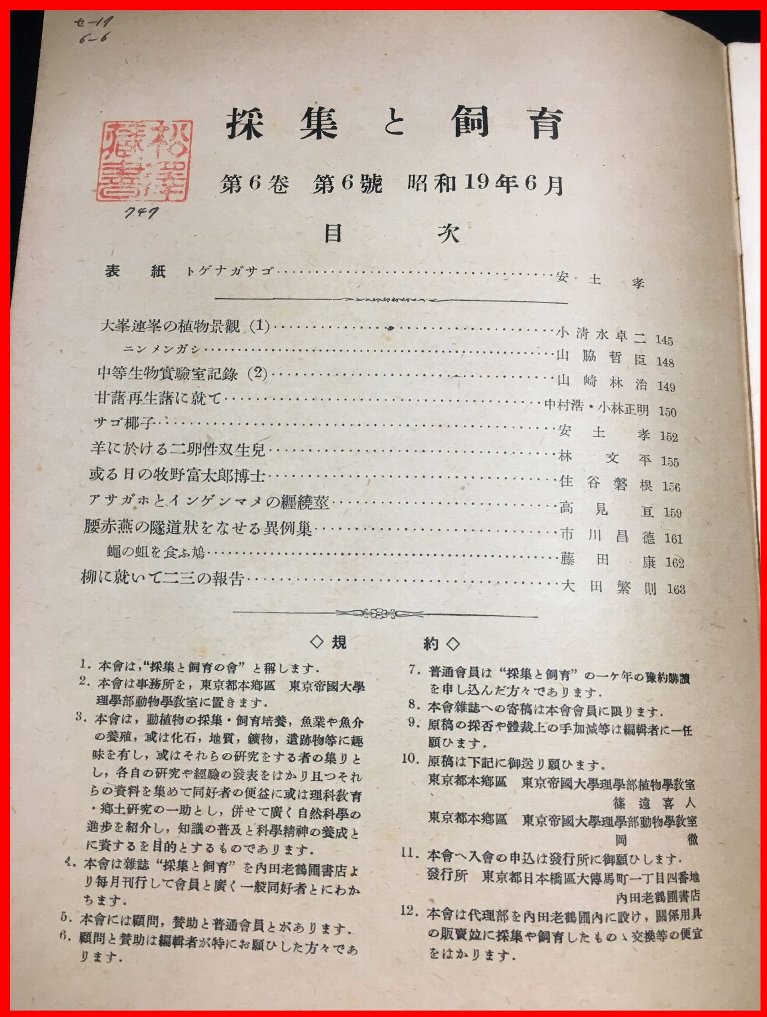 セ-19
6-6
松澤蔵書
採集と飼育
第6卷 第6號 昭和19年6月
目 次
表紙 トゲナガサゴ 安土 孝
大峯連峯の植物景觀 (1) 小淸水卓二 145
ニンメンガシ 山脇哲臣 148
中等生物實驗室記錄 (2) 山崎林治 149
甘藷再生藷に就て 中村浩・小林正明 150
サゴ椰子 安土孝 152
羊に於ける二卵性双生兒 林文平 155
或る日の牧野富太郎博士 佳谷磐根 156
アサガホとインゲンマメの纒繞莖 高見亘 159
腰赤燕の隧道狀をなせる異例巢 市川昌德 161
蠅の蛆を食ふ鳩 藤田康 162
柳に就いて二三の報告 大田繁則 163
◇規 約◇
1. 本會は,“採集と飼育の會”と稱します.
2. 本會は事務所を, 東京都本鄕區 東京帝國大學
理學部動物學敎室に置きます.
3. 本會は, 動植物の採集・飼育培養, 魚業や魚介
の養殖, 或は化石, 地質, 鑛物, 遺跡物等に趣
味を有し, 或はそれらの硏究をする者の集りと
し, 各自の硏究や經驗の發表をはかり且つそれ
らの資料を集めて同好者の便益に或は理科敎育
・鄕土硏究の一助とし, 併せて廣く自然科學の
進步を紹介し, 知識の普及と科學精神の養成と
に資するを目的とするものであります.
4. 本會は雜誌“採集と飼育”を內田老鶴圃書店よ
り每月刊行して會員と廣く一般同好者とにわか
ちます.
5. 本會には顧問, 贊助と普通會員とがあります.
6. 顧問と贊助は編輯者が特にお願ひした方々であ
ります.
7. 普通會員は“採集と飼育”の一ケ年の豫約購讀
を申し込んだ方々であります.
8. 本會雜誌への寄稿は本會會員に限ります.
9. 原稿の採否や體裁上の手加減等は編輯者に一任
願ひます.
10. 原稿は下記に御送り願ひます.
東京都本鄕區 東京帝國大學理學部植物學敎室
篠遠喜人
東京都本鄕區 東京帝國大學理學部動物學敎室
岡 徹
11. 本會へ入會の申込は發行所に御願ひします.
發行所 東京都日本橋區大傳馬町一丁目四番地
內田老鶴圃書店
12. 本會は代理部を內田老鶴圃內に設け, 關係用具
の販賣竝に採集や飼育したものゝ交換等の便宜
をはかります.